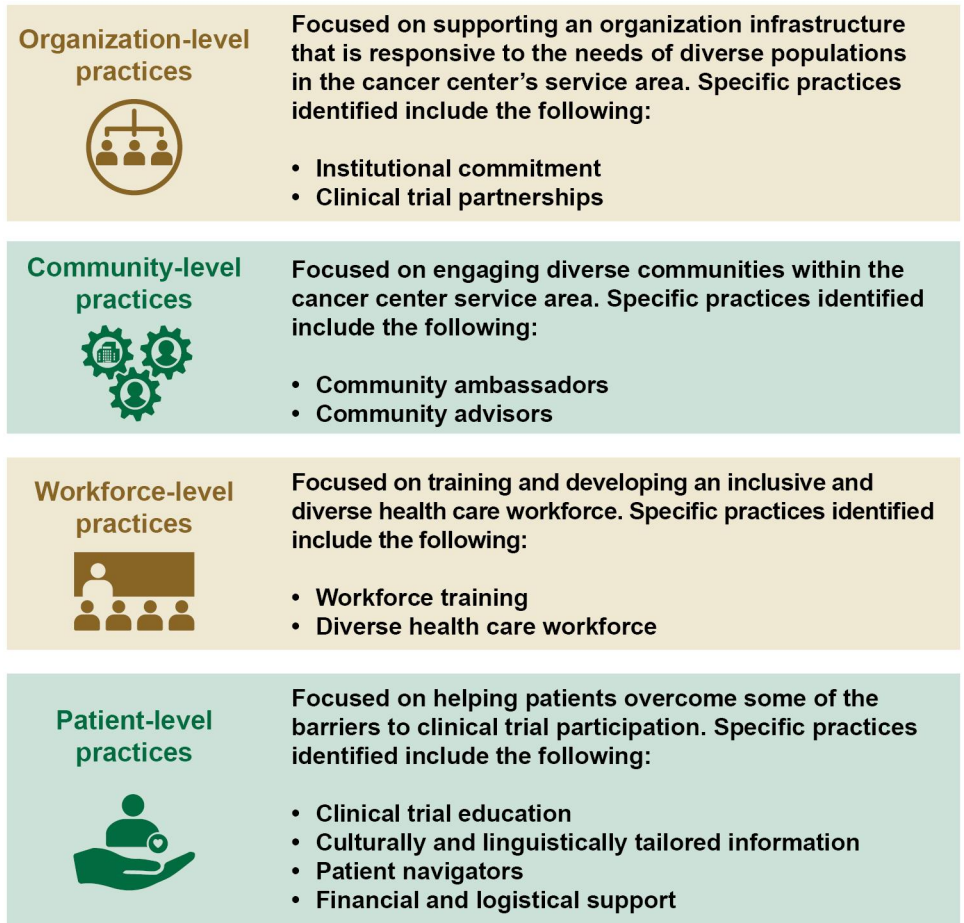 Organization-level
practices
Focused on supporting an organization infrastructure
that is responsive to the needs of diverse populations
in the cancer center’s service area. Specific practices
identified include the following:
• Institutional commitment
• Clinical trial partnerships
Community-level
practices
Focused on engaging diverse communities within the
cancer center service area. Specific practices identified
include the following:
• Community ambassadors
• Community advisors
Workforce-level
practices
Focused on training and developing an inclusive and
diverse health care workforce. Specific practices identified
include the following:
• Workforce training
• Diverse health care workforce
Patient-level
practices
Focused on helping patients overcome some of the
barriers to clinical trial participation. Specific practices
identified include the following:
• Clinical trial education
• Culturally and linguistically tailored information
• Patient navigators
• Financial and logistical support